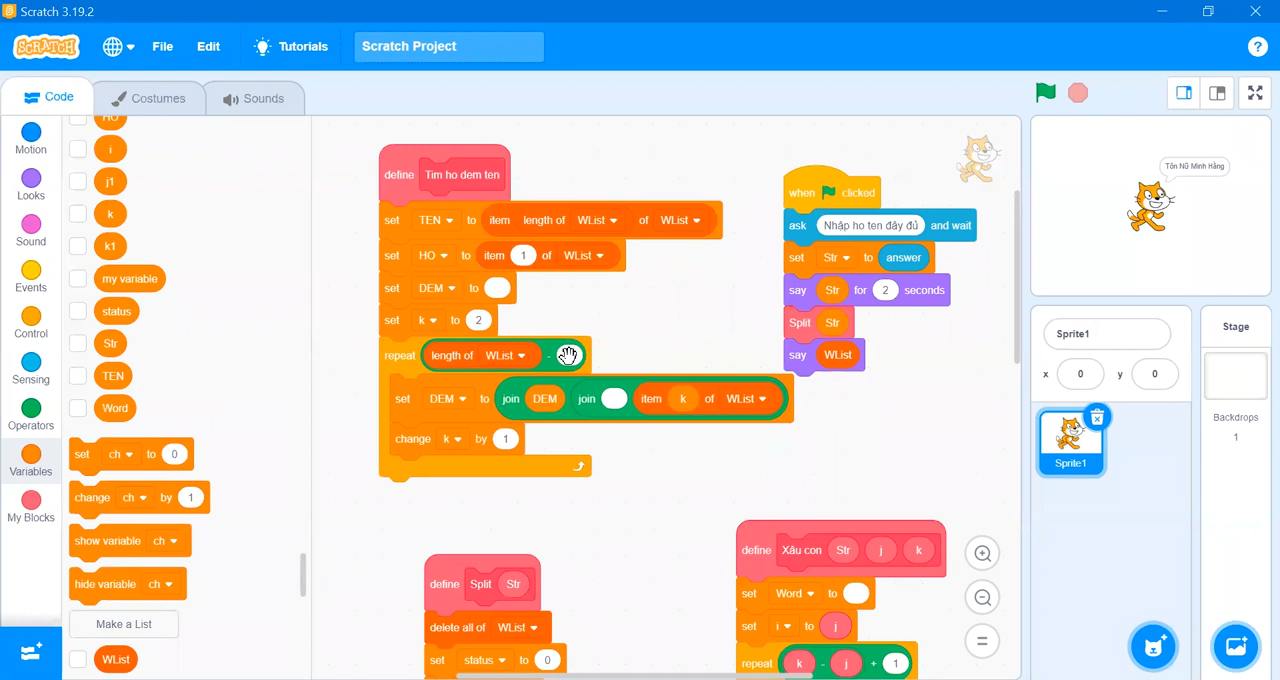 Scratch 3.19.2
SCRATCH
File
Edit
Tutorials
Scratch Project
?
Code
Costumes
Sounds
Motion
Looks
Sound
Events
Control
Sensing
Operators
Variables
My Blocks
HO
i
j1
k
k1
my variable
status
Str
TEN
Word
set ch to 0
change ch by 1
show variable ch
hide variable ch
Make a List
WList
define Tim ho dem ten
set TEN to item length of WList of WList
set HO to item 1 of WList
set DEM to
set k to 2
repeat length of WList -
set DEM to join DEM join item k of WList
change k by 1
when clicked
ask Nhập ho ten đây đủ and wait
set Str to answer
say Str for 2 seconds
Split Str
say WList
define Split Str
delete all of WList
set status to 0
define Xâu con Str j k
set Word to
set i to j
repeat k - j + 1
Tôn Nữ Minh Hằng
Sprite1
x 0 y 0
Sprite1
Stage
Backdrops
1